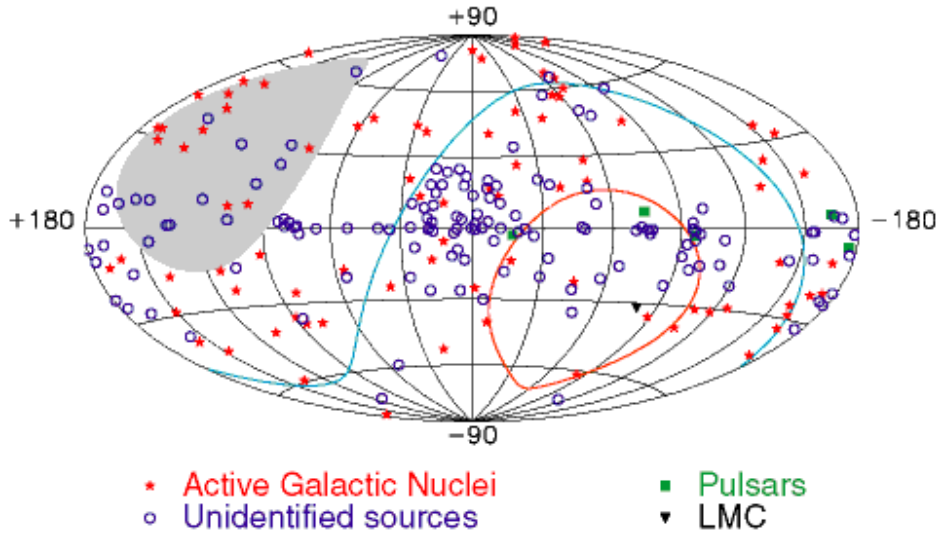 +90
+180
−180
−90
Active Galactic Nuclei
Pulsars
Unidentified sources
LMC